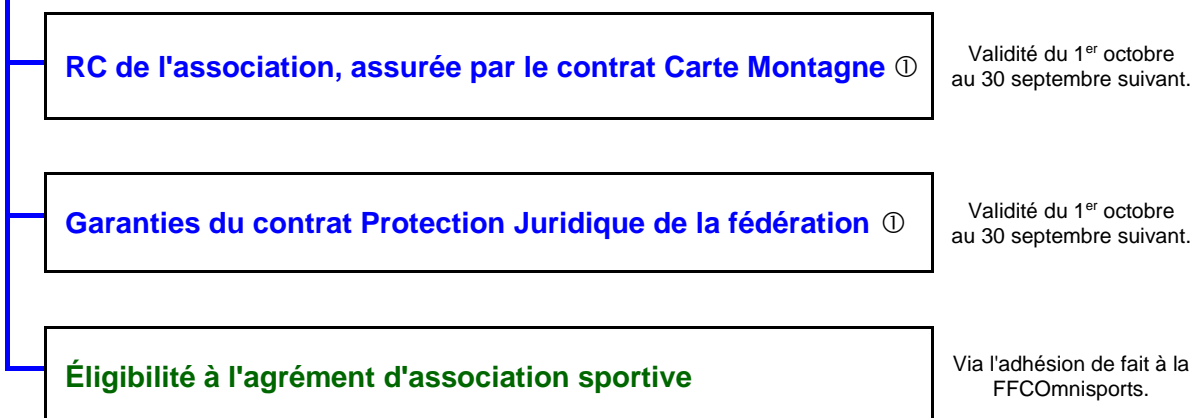 RC de l'association, assurée par le contrat Carte Montagne ①
Validité du 1er octobre
au 30 septembre suivant.
Garanties du contrat Protection Juridique de la fédération ①
Validité du 1er octobre
au 30 septembre suivant.
Éligibilité à l'agrément d'association sportive
Via l'adhésion de fait à la
FFCOmnisports.